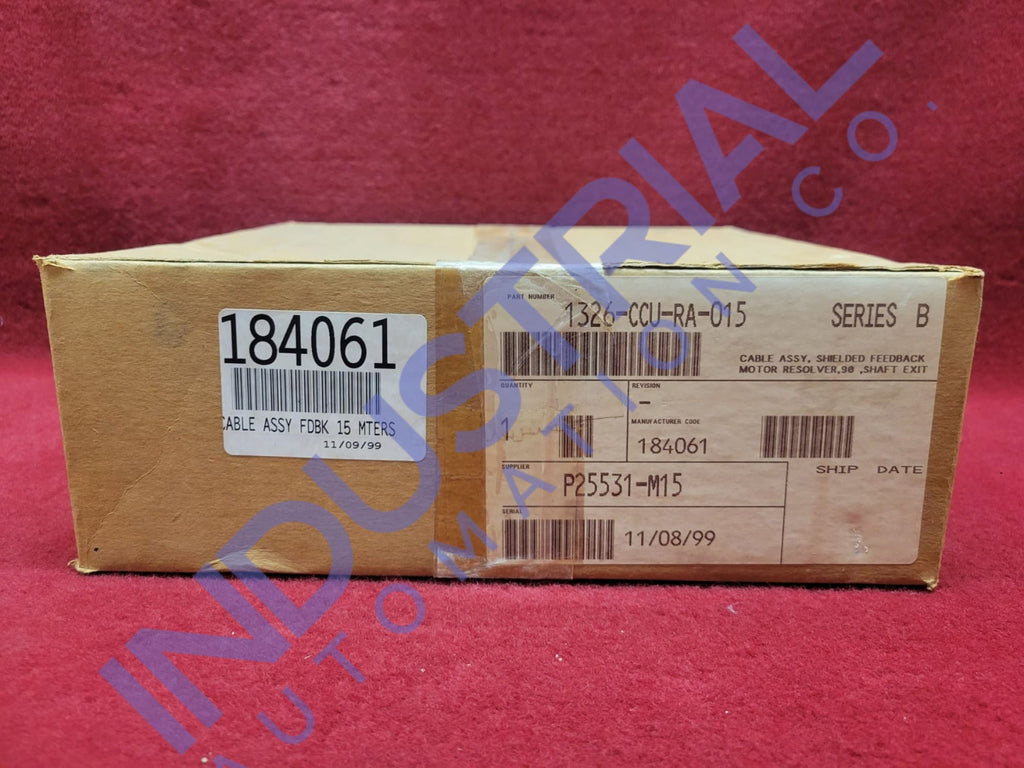 184061
CABLE ASSY FDBK 15 MTERS
11/09/99
PART NUMBER
1326-CCU-RA-015 SERIES B
CABLE ASSY, SHIELDED FEEDBACK
MOTOR RESOLVER,90 ,SHAFT EXIT
QUANTITY
1
REVISION
-
MANUFACTURER CODE
184061
SUPPLIER
P25531-M15
SHIP DATE
SERIAL
11/08/99
INDUSTRIAL
AUTOMATION CO.